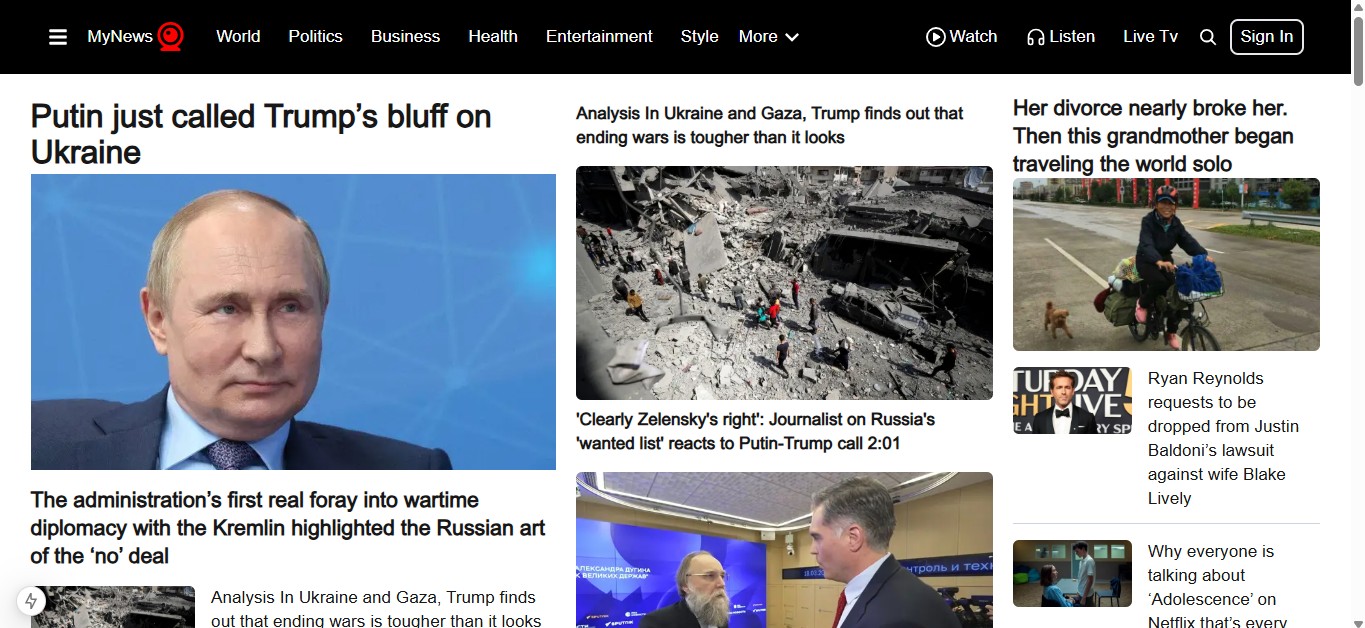 MyNews
World
Politics
Business
Health
Entertainment
Style
More
Watch
Listen
Live Tv
Sign In
Putin just called Trump’s bluff on
Ukraine
The administration’s first real foray into wartime
diplomacy with the Kremlin highlighted the Russian art
of the ‘no’ deal
Analysis In Ukraine and Gaza, Trump finds
out that ending wars is tougher than it looks
Analysis In Ukraine and Gaza, Trump finds out that
ending wars is tougher than it looks
'Clearly Zelensky's right': Journalist on Russia's
'wanted list' reacts to Putin-Trump call 2:01
АЛЕКСАНДРА ДУГИНА
ВЕЛИКИХ ДЕРЖАВ"
SPUTNIK
Her divorce nearly broke her.
Then this grandmother began
traveling the world solo
Ryan Reynolds
requests to be
dropped from Justin
Baldoni’s lawsuit
against wife Blake
Lively
Why everyone is
talking about
‘Adolescence’ on
Netflix that’s every